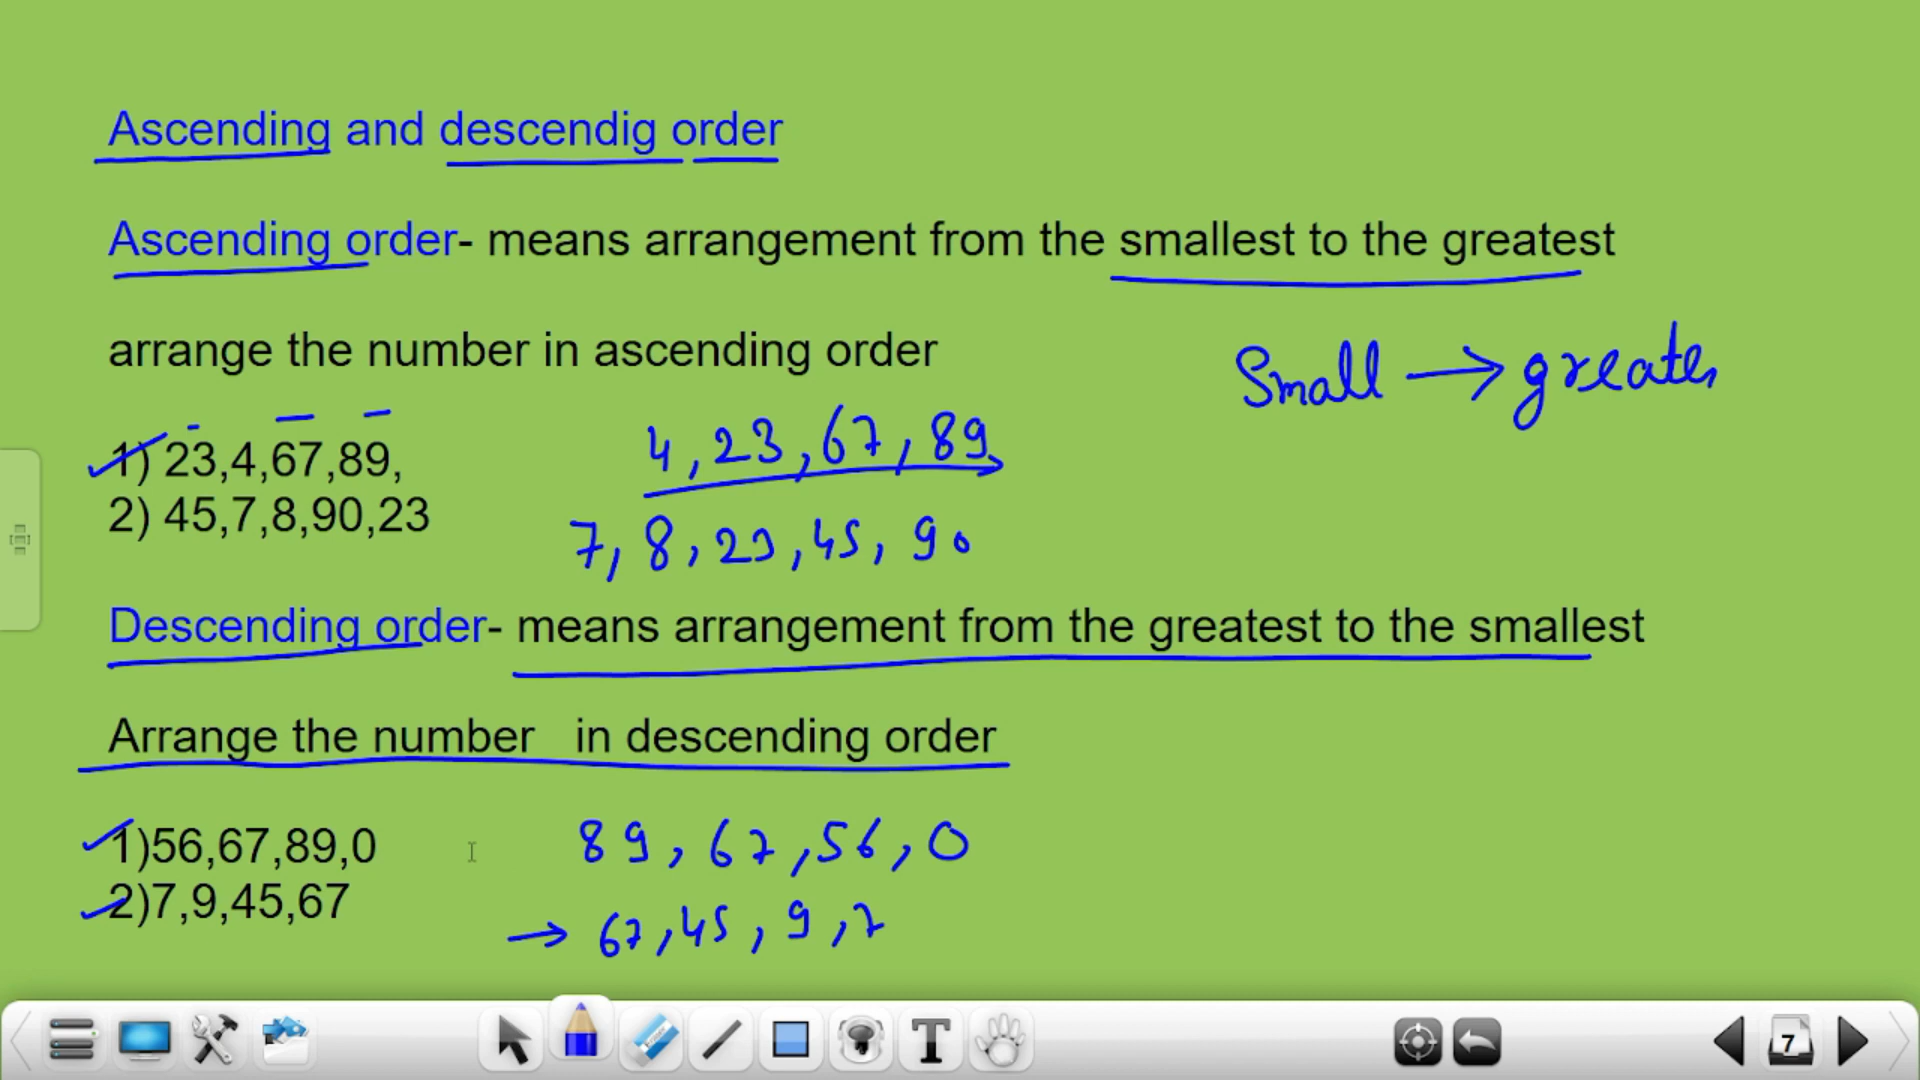 Ascending and descendig order
Ascending order- means arrangement from the smallest to the greatest
arrange the number in ascending order
Small → greater
1) 23,4,67,89,
4,23,67,89
2) 45,7,8,90,23
7,8,23,45,90
Descending order- means arrangement from the greatest to the smallest
Arrange the number in descending order
1)56,67,89,0
89,67,56,0
2)7,9,45,67
→ 67,45,9,7
T
7